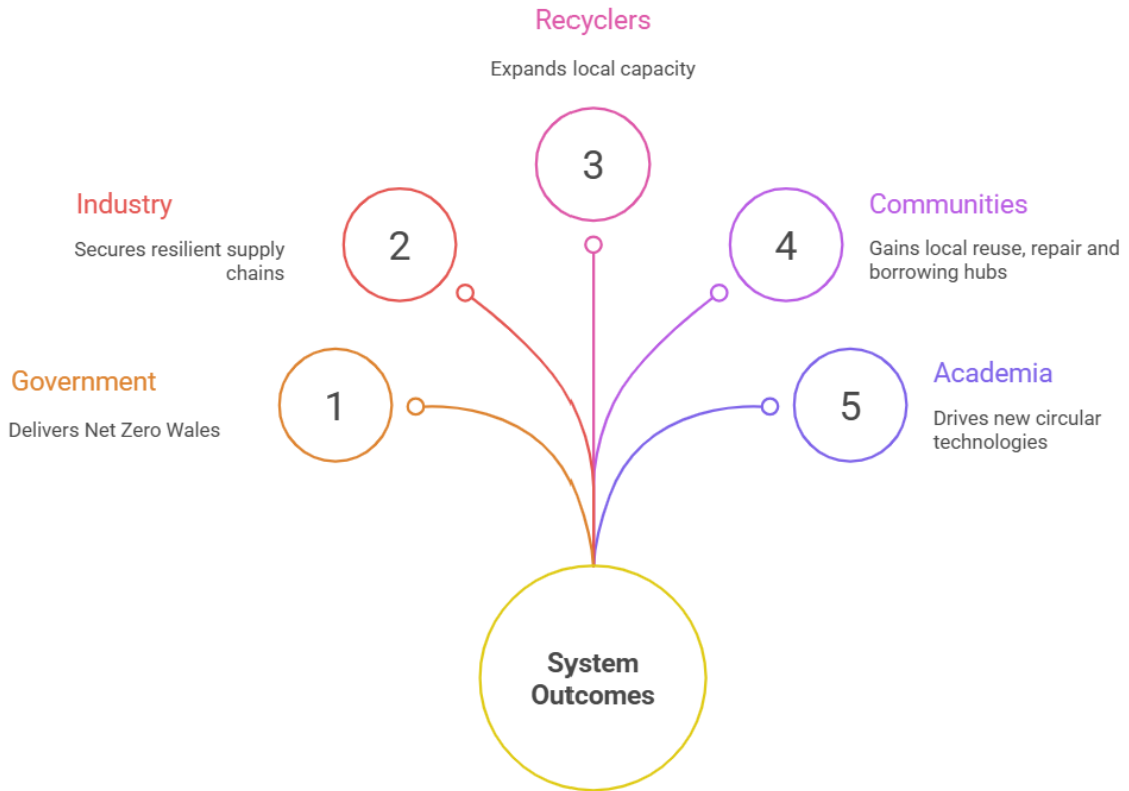 Recyclers
Expands local capacity
3
Industry
Secures resilient supply
chains
2
4
Communities
Gains local reuse, repair and
borrowing hubs
Government
Delivers Net Zero Wales
1
5
Academia
Drives new circular
technologies
System
Outcomes